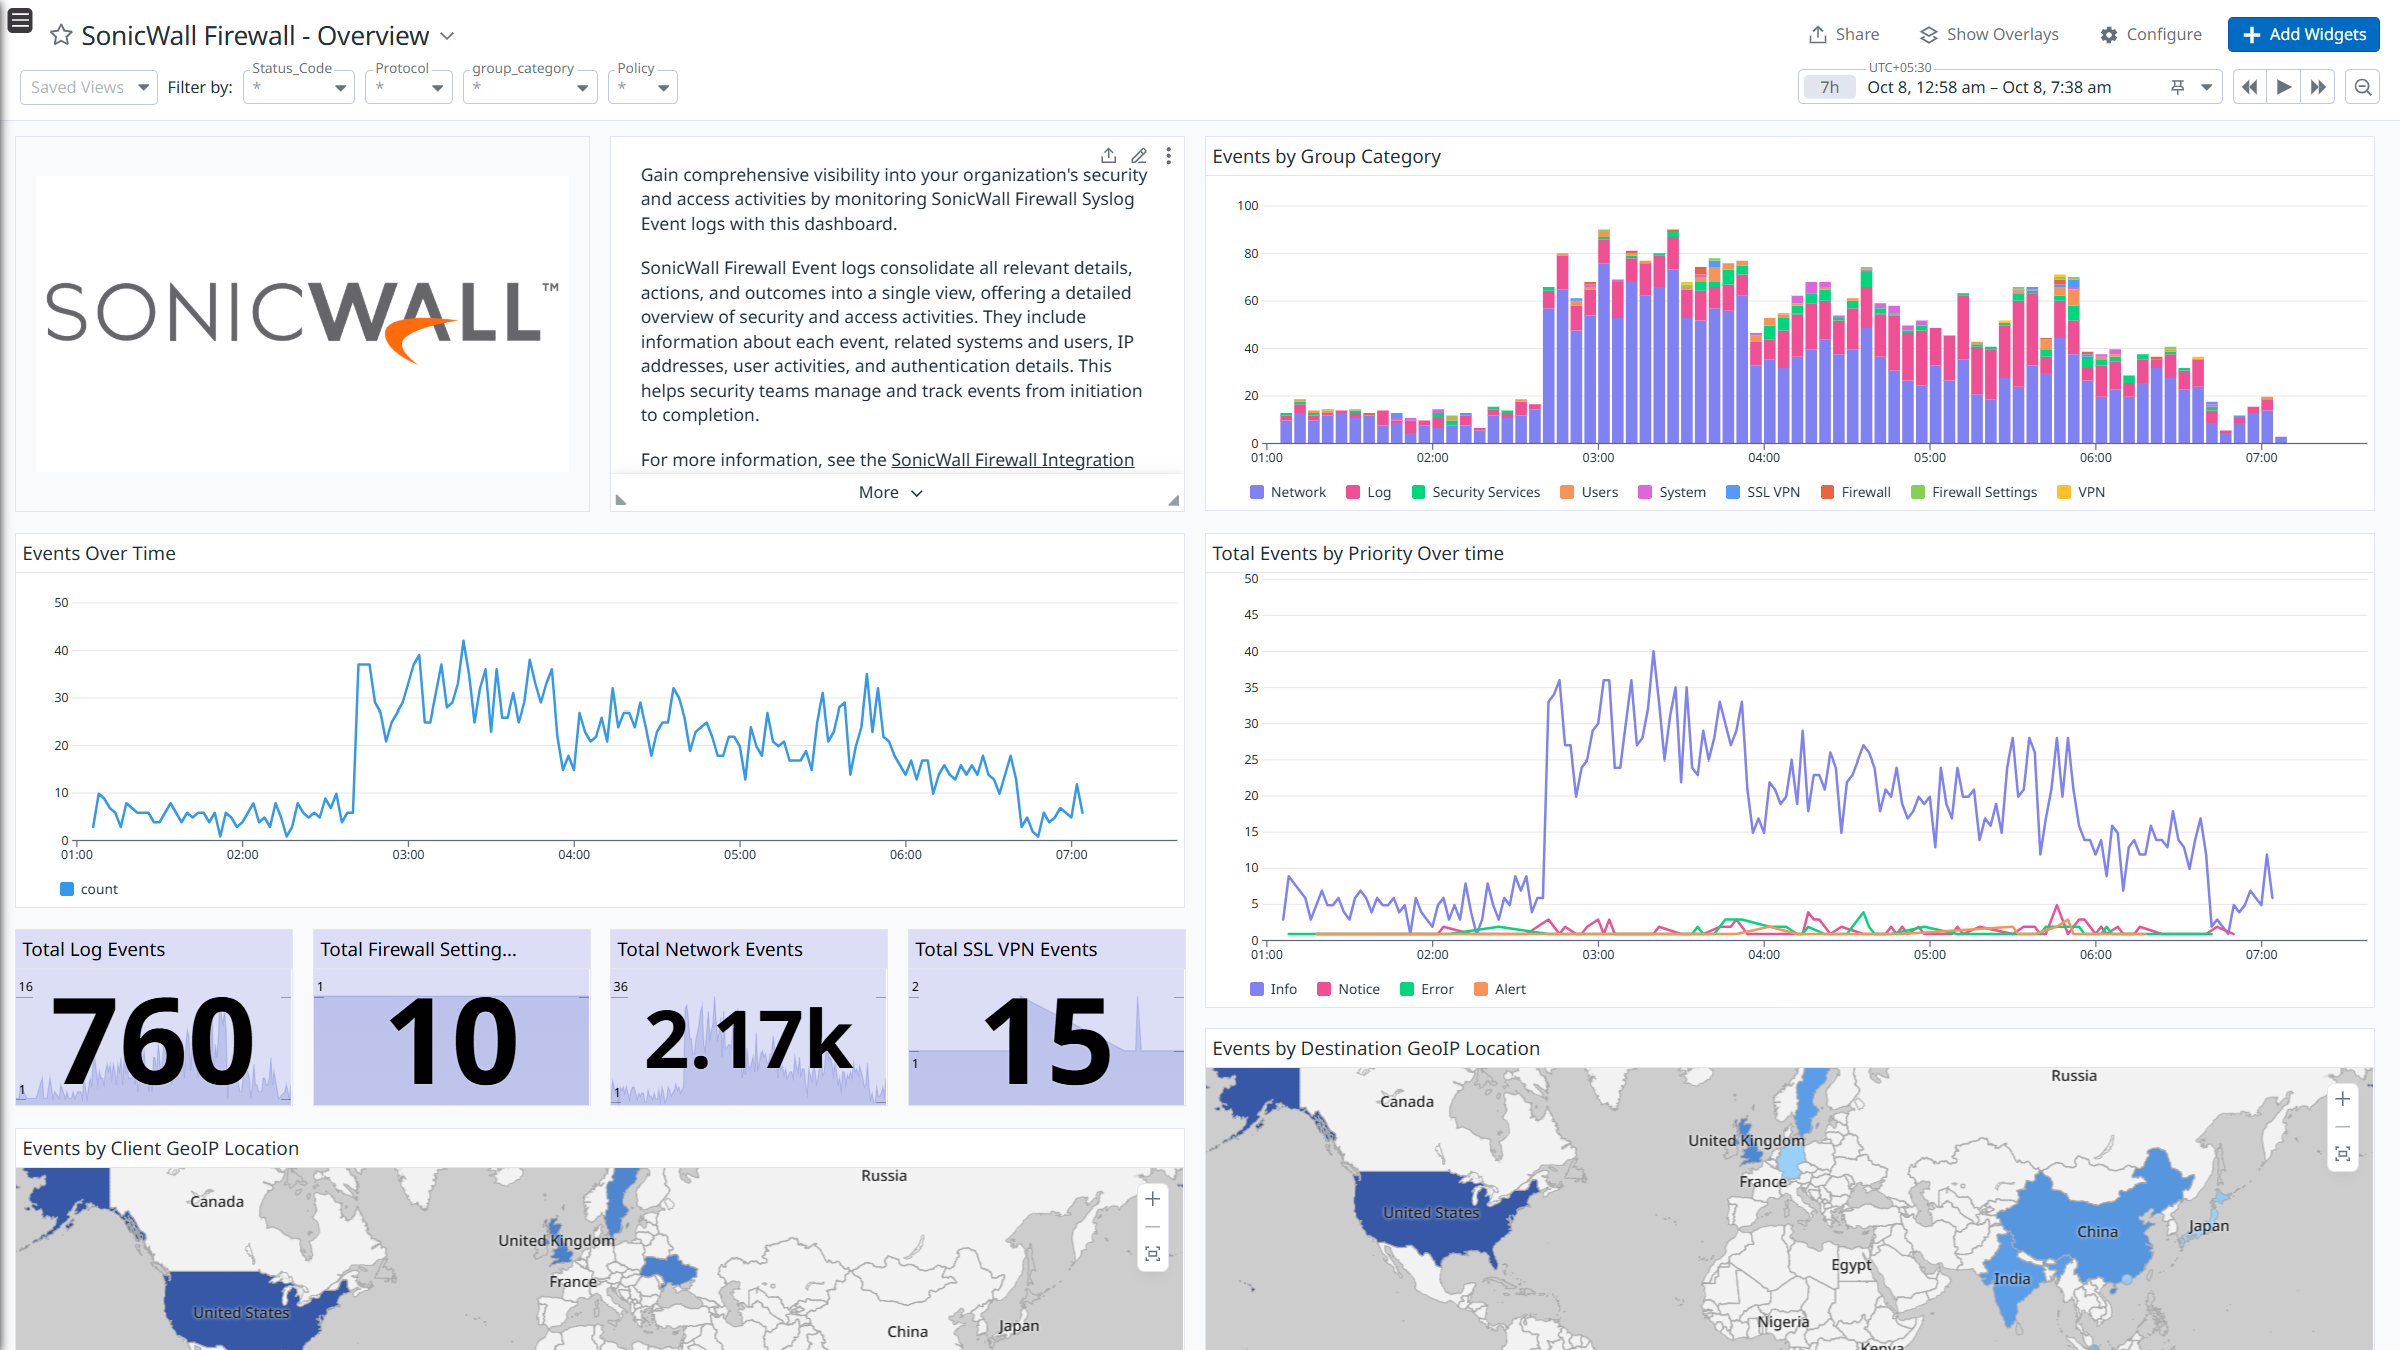 SonicWall Firewall - Overview
Share
Show Overlays
Configure
Add Widgets
Saved Views
Filter by:
Status_Code
*
Protocol
*
group_category
*
Policy
*
UTC+05:30
7h
Oct 8, 12:58 am – Oct 8, 7:38 am
SONICWALL™
Gain comprehensive visibility into your organization's security
and access activities by monitoring SonicWall Firewall Syslog
Event logs with this dashboard.
SonicWall Firewall Event logs consolidate all relevant details,
actions, and outcomes into a single view, offering a detailed
overview of security and access activities. They include
information about each event, related systems and users, IP
addresses, user activities, and authentication details. This
helps security teams manage and track events from initiation
to completion.
For more information, see the SonicWall Firewall Integration
More
Events by Group Category
100
80
60
40
20
0
01:00 02:00 03:00 04:00 05:00 06:00 07:00
Network Log Security Services Users System SSL VPN Firewall Firewall Settings VPN
Events Over Time
50
40
30
20
10
0
01:00 02:00 03:00 04:00 05:00 06:00 07:00
count
Total Events by Priority Over time
50
45
40
35
30
25
20
15
10
5
0
01:00 02:00 03:00 04:00 05:00 06:00 07:00
Info Notice Error Alert
Total Log Events
16
760
1
Total Firewall Setting...
1
10
Total Network Events
36
2.17k
1
Total SSL VPN Events
2
15
1
Events by Client GeoIP Location
Russia
Canada
United Kingdom
France
United States
China
Japan
Events by Destination GeoIP Location
Russia
Canada
United Kingdom
France
United States
China
Japan
Egypt
India
Nigeria
Kenya